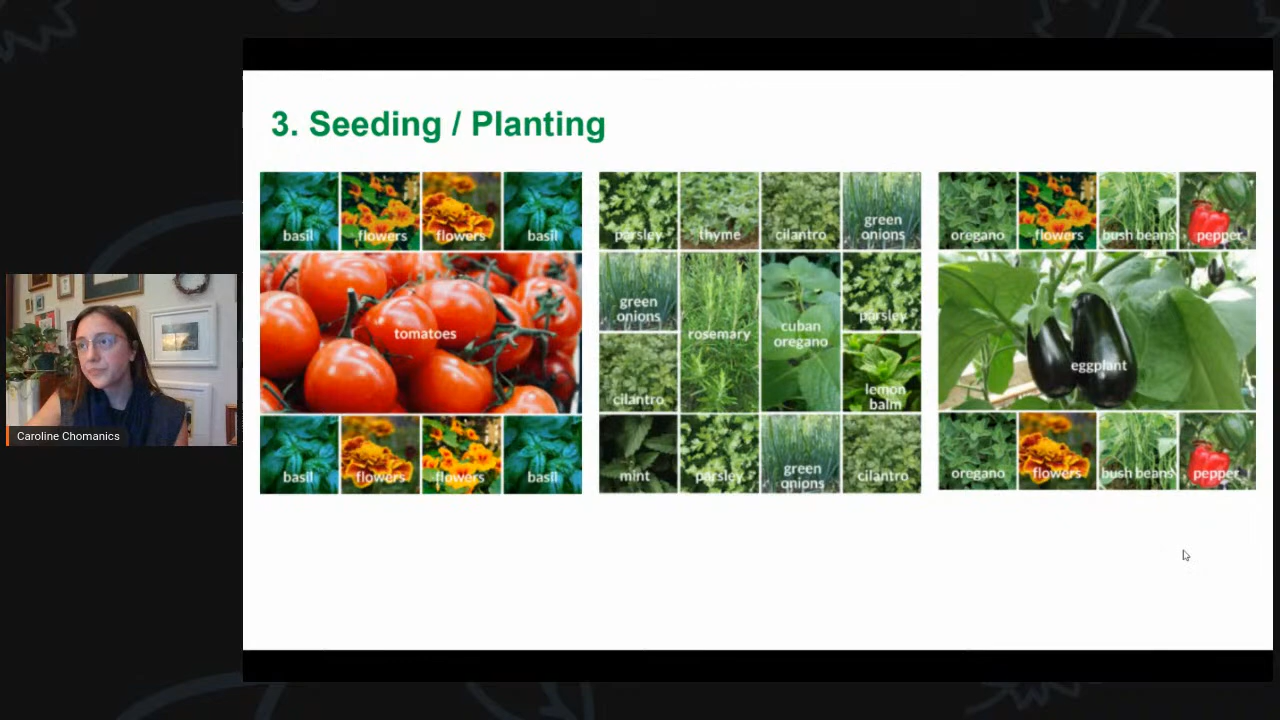 3. Seeding / Planting
basil
flowers
flowers
basil
tomatoes
basil
flowers
flowers
basil
parsley
thyme
cilantro
green
onions
green
onions
rosemary
cuban
oregano
parsley
cilantro
lemon
balm
mint
parsley
green
onions
cilantro
oregano
flowers
bush beans
pepper
eggplant
oregano
flowers
bush beans
pepper
Caroline Chomanics